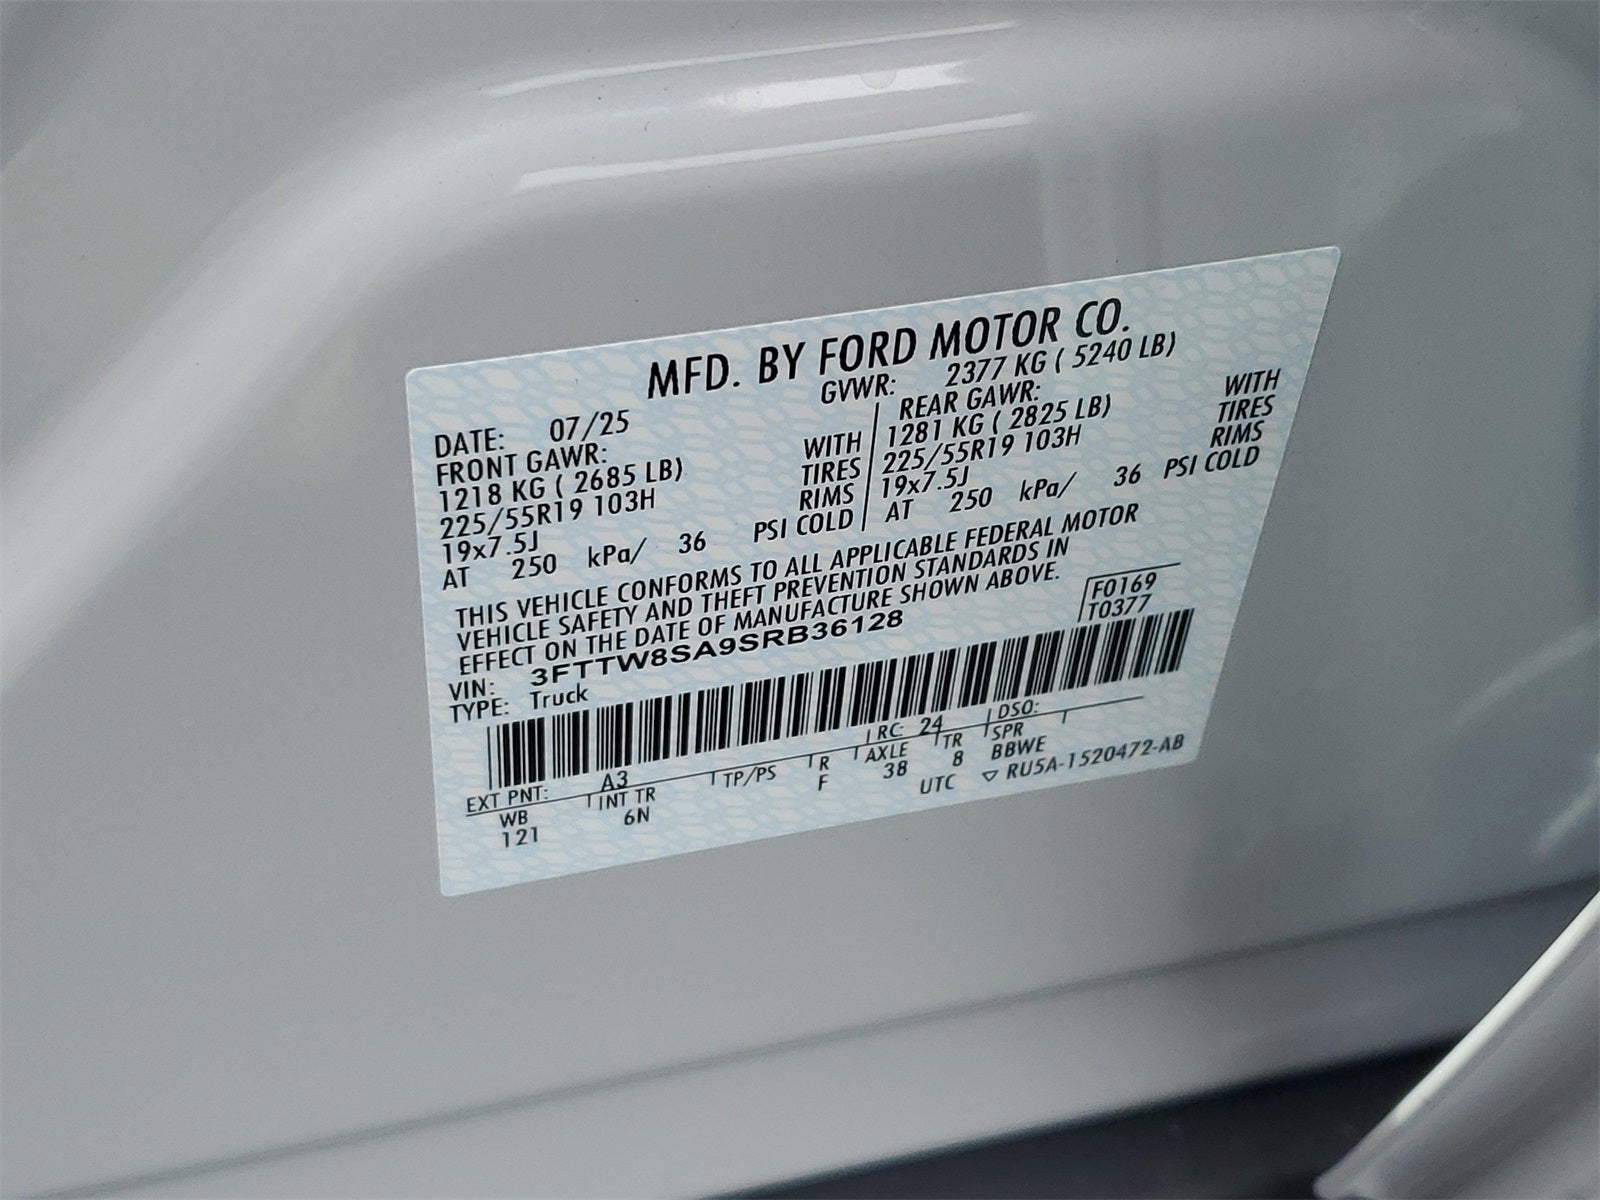 MFD. BY FORD MOTOR CO.
DATE: 07/25 GVWR: 2377 KG ( 5240 LB)
FRONT GAWR: REAR GAWR:
1218 KG ( 2685 LB) WITH 1281 KG ( 2825 LB) WITH
225/55R19 103H TIRES 225/55R19 103H TIRES
19x7.5J RIMS 19x7.5J RIMS
AT 250 kPa/ 36 PSI COLD AT 250 kPa/ 36 PSI COLD
THIS VEHICLE CONFORMS TO ALL APPLICABLE FEDERAL MOTOR
VEHICLE SAFETY AND THEFT PREVENTION STANDARDS IN
EFFECT ON THE DATE OF MANUFACTURE SHOWN ABOVE.
F0169
T0377
VIN: 3FTTW8SA9SRB36128
TYPE: Truck
EXT PNT: A3 RC: 24 DSO:
WB INT TR TP/PS R AXLE TR SPR
121 6N F 38 8 BBWE
UTC ▽ RU5A-1520472-AB